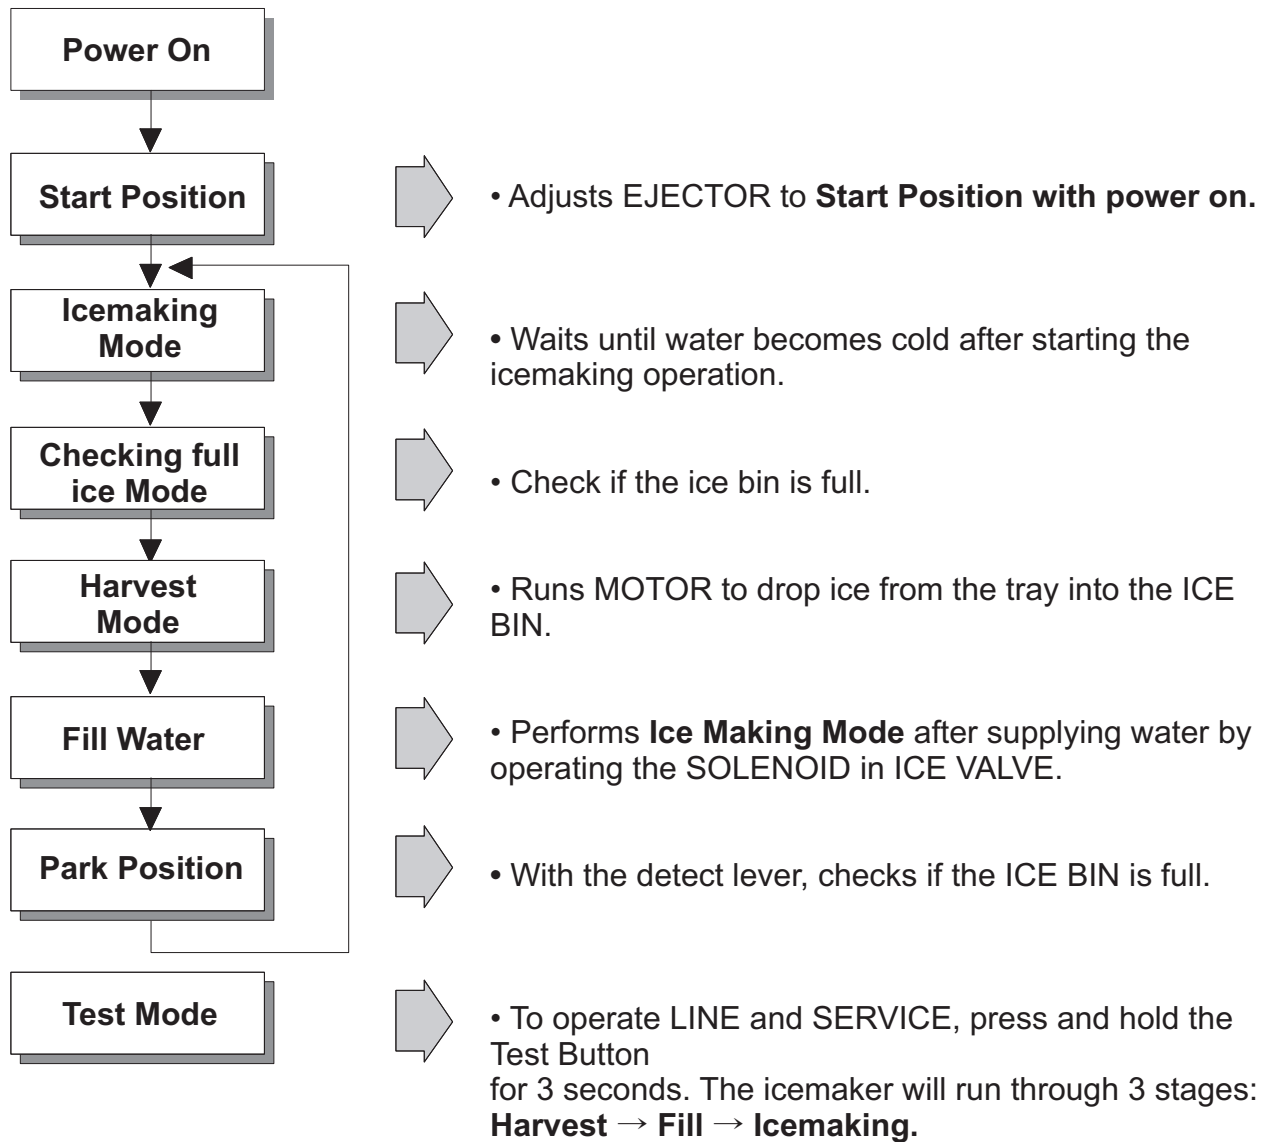 Power On
Start Position
• Adjusts EJECTOR to Start Position with power on.
Icemaking
Mode
• Waits until water becomes cold after starting the
icemaking operation.
Checking full
ice Mode
• Check if the ice bin is full.
Harvest
Mode
• Runs MOTOR to drop ice from the tray into the ICE
BIN.
Fill Water
• Performs Ice Making Mode after supplying water by
operating the SOLENOID in ICE VALVE.
Park Position
• With the detect lever, checks if the ICE BIN is full.
Test Mode
• To operate LINE and SERVICE, press and hold the
Test Button
for 3 seconds. The icemaker will run through 3 stages:
Harvest → Fill → Icemaking.